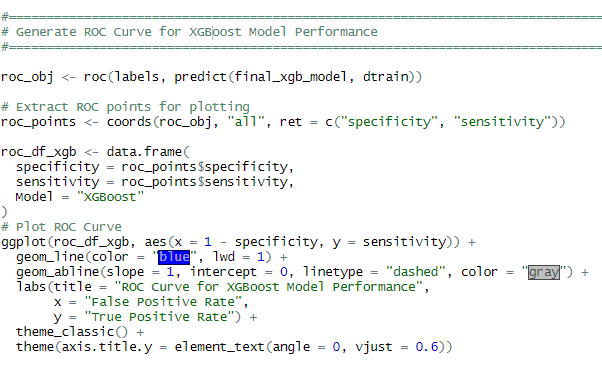 #===========================================================================
# Generate ROC Curve for XGBoost Model Performance
#===========================================================================
roc_obj <- roc(labels, predict(final_xgb_model, dtrain))
# Extract ROC points for plotting
roc_points <- coords(roc_obj, "all", ret = c("specificity", "sensitivity"))
roc_df_xgb <- data.frame(
  specificity = roc_points$specificity,
  sensitivity = roc_points$sensitivity,
  Model = "XGBoost"
)
# Plot ROC Curve
ggplot(roc_df_xgb, aes(x = 1 - specificity, y = sensitivity)) +
  geom_line(color = "blue", lwd = 1) +
  geom_abline(slope = 1, intercept = 0, linetype = "dashed", color = "gray") +
  labs(title = "ROC Curve for XGBoost Model Performance",
       x = "False Positive Rate",
       y = "True Positive Rate") +
  theme_classic() +
  theme(axis.title.y = element_text(angle = 0, vjust = 0.6))